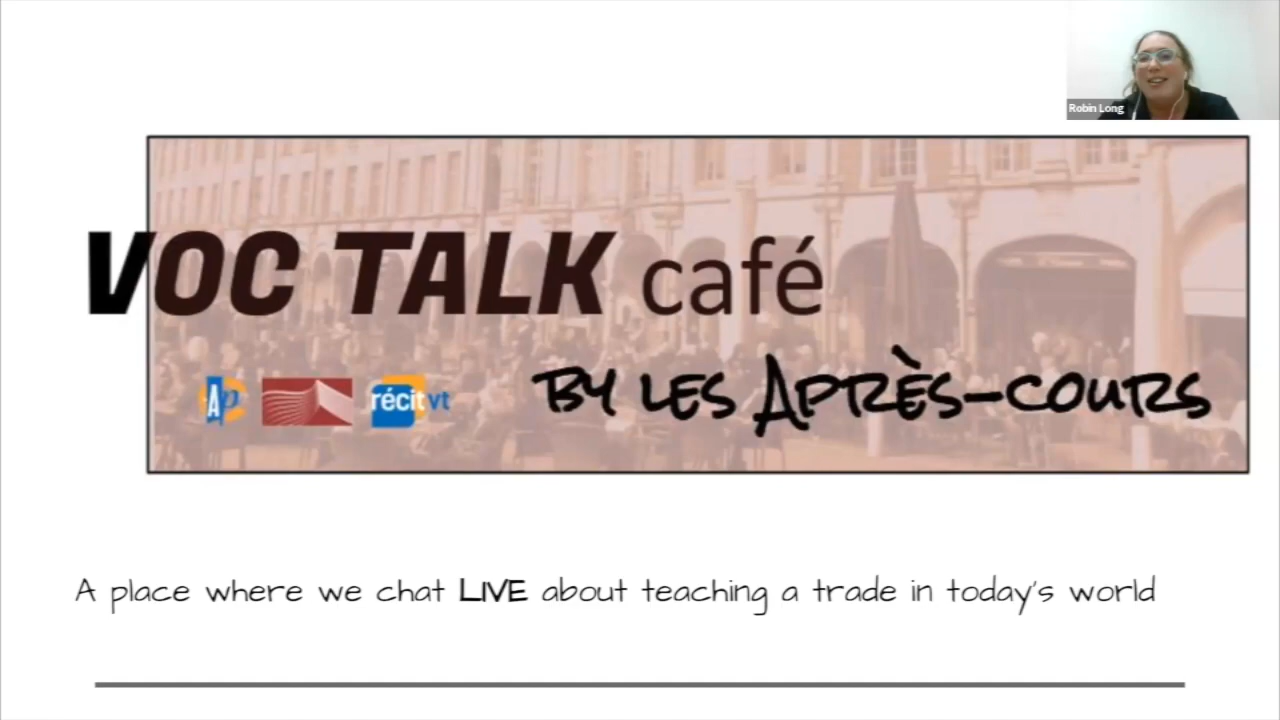 Robin Long
VOC TALK café
AP
récit vt
BY LES APRÈS-COURS
A place where we chat LIVE about teaching a trade in today's world